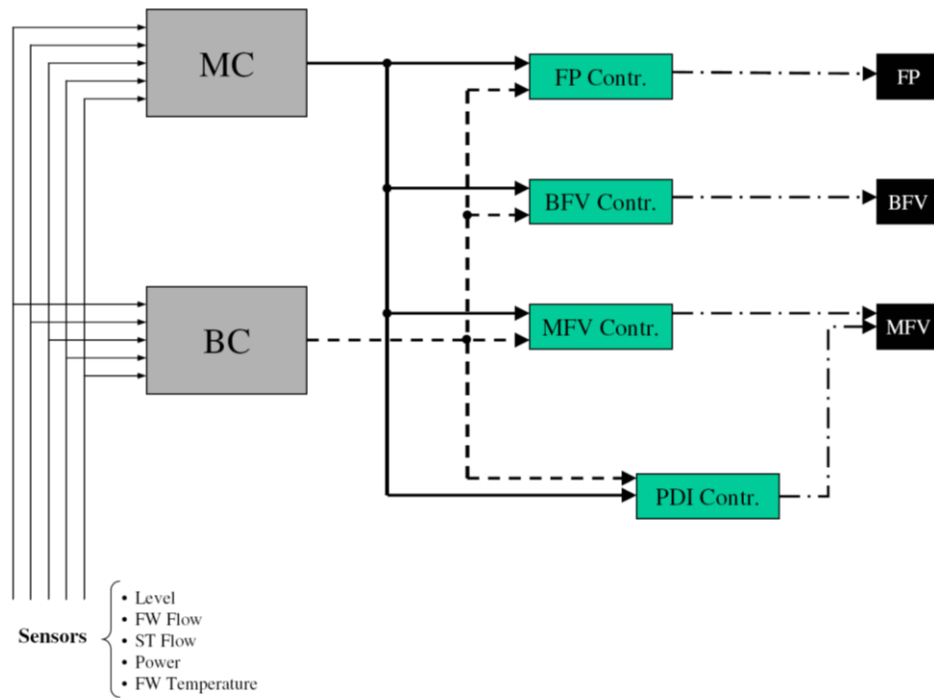 MC
FP Contr.
FP
BFV Contr.
BFV
BC
MFV Contr.
MFV
PDI Contr.
Sensors
• Level
• FW Flow
• ST Flow
• Power
• FW Temperature